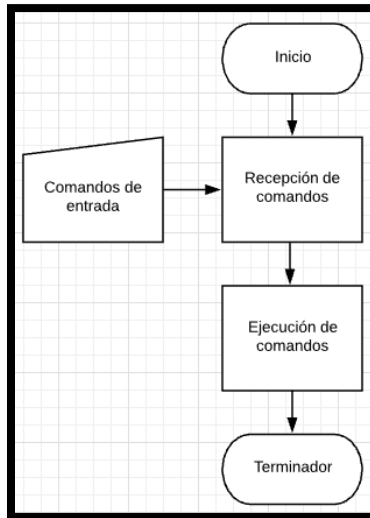 Inicio
Comandos de
entrada
Recepción de
comandos
Ejecución de
comandos
Terminador